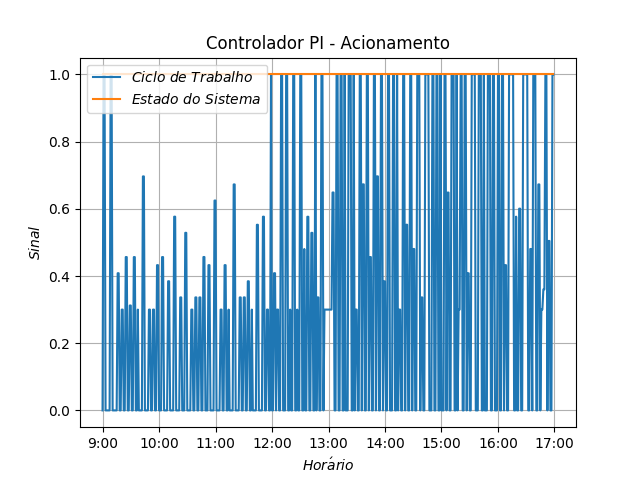 Controlador PI - Acionamento
Ciclo de Trabalho
Estado do Sistema
Sinal
1.0
0.8
0.6
0.4
0.2
0.0
9:00 10:00 11:00 12:00 13:00 14:00 15:00 16:00 17:00
Horário